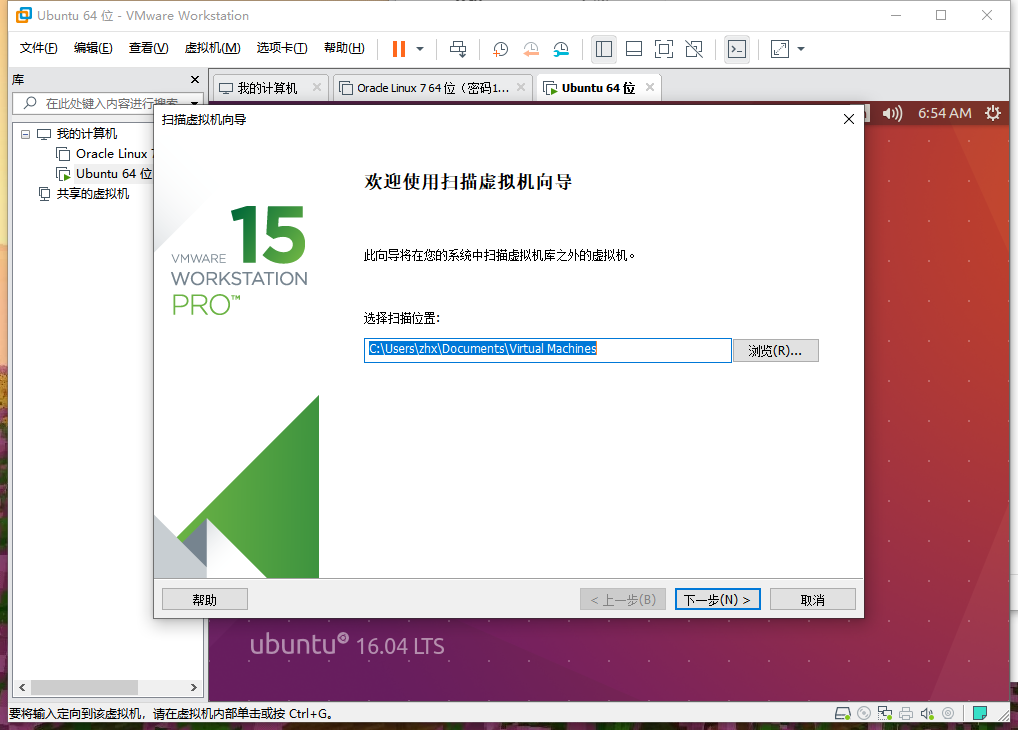 Ubuntu 64 位 - VMware Workstation
文件(F) 编辑(E) 查看(V) 虚拟机(M) 选项卡(T) 帮助(H)
库
在此处键入内容进行搜索
我的计算机
Oracle Linux 7 64 位（密码1...
Ubuntu 64 位
我的计算机
Oracle Linux 7
Ubuntu 64 位
共享的虚拟机
6:54 AM
扫描虚拟机向导
欢迎使用扫描虚拟机向导
15
VMWARE
WORKSTATION
PRO™
此向导将在您的系统中扫描虚拟机库之外的虚拟机。
选择扫描位置:
C:\Users\zhx\Documents\Virtual Machines
浏览(R)...
帮助
< 上一步(B)
下一步(N) >
取消
ubuntu 16.04 LTS
要将输入定向到该虚拟机，请在虚拟机内部单击或按 Ctrl+G。